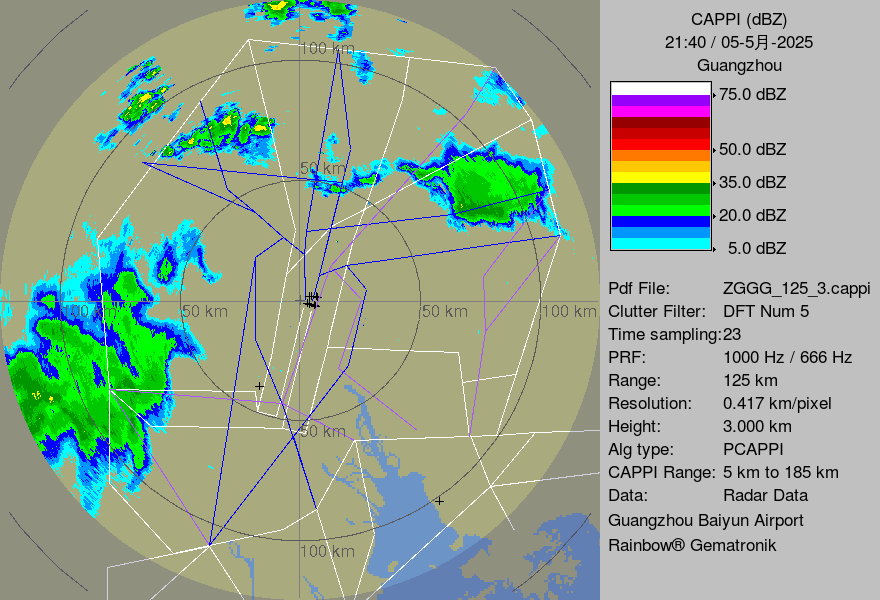 CAPPI (dBZ)
21:40 / 05-5月-2025
Guangzhou
75.0 dBZ
50.0 dBZ
35.0 dBZ
20.0 dBZ
5.0 dBZ
Pdf File: ZGGG_125_3.cappi
Clutter Filter: DFT Num 5
Time sampling:23
PRF: 1000 Hz / 666 Hz
Range: 125 km
Resolution: 0.417 km/pixel
Height: 3.000 km
Alg type: PCAPPI
CAPPI Range: 5 km to 185 km
Data: Radar Data
Guangzhou Baiyun Airport
Rainbow® Gematronik
100 km
50 km
100 km
50 km
50 km
100 km
50 km
100 km